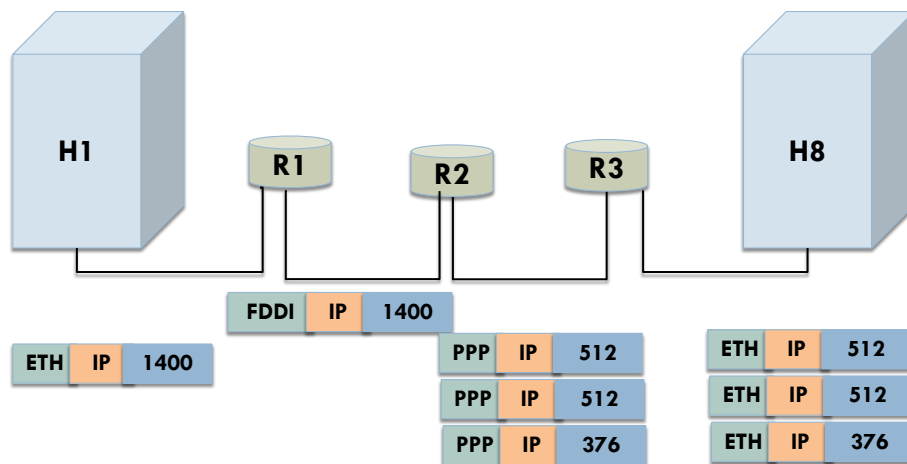 H1
R1
R2
R3
H8
FDDI IP 1400
ETH IP 1400
PPP IP 512
PPP IP 512
PPP IP 376
ETH IP 512
ETH IP 512
ETH IP 376